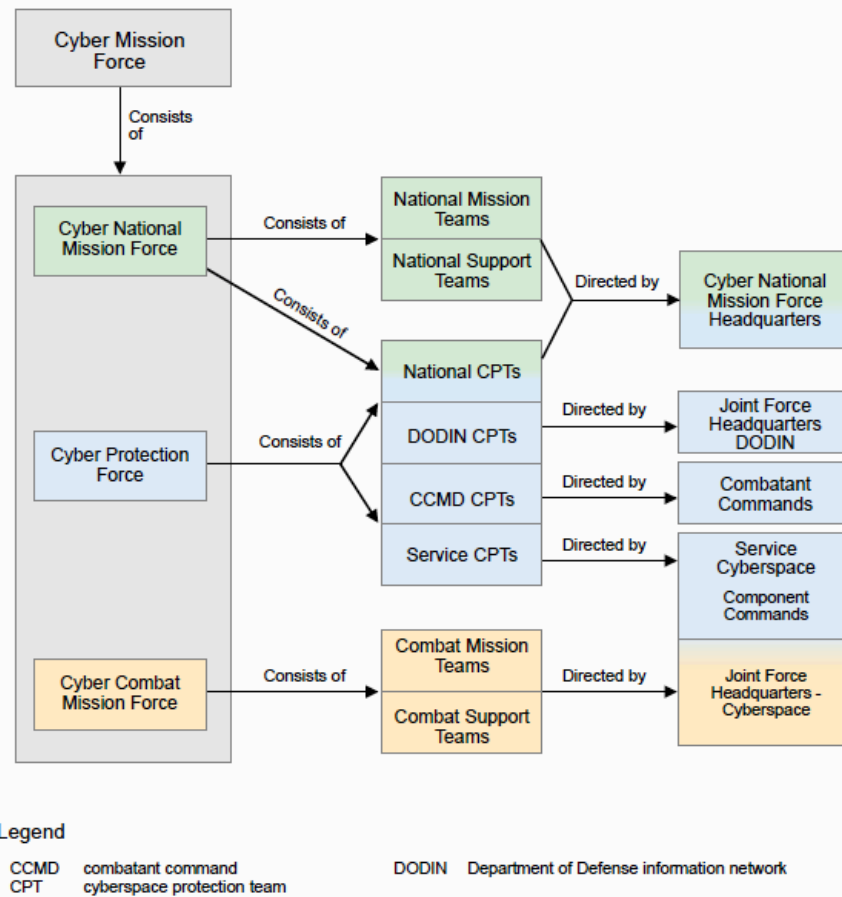 Cyber Mission
Force
Consists
of
Cyber National
Mission Force
Consists of
National Mission
Teams
National Support
Teams
Directed by
Cyber National
Mission Force
Headquarters
Consists of
National CPTs
Cyber Protection
Force
Consists of
DODIN CPTs
Directed by
Joint Force
Headquarters
DODIN
CCMD CPTs
Directed by
Combatant
Commands
Service CPTs
Directed by
Service
Cyberspace
Component
Commands
Cyber Combat
Mission Force
Consists of
Combat Mission
Teams
Combat Support
Teams
Directed by
Joint Force
Headquarters -
Cyberspace
Legend
CCMD combatant command
CPT cyberspace protection team
DODIN Department of Defense information network